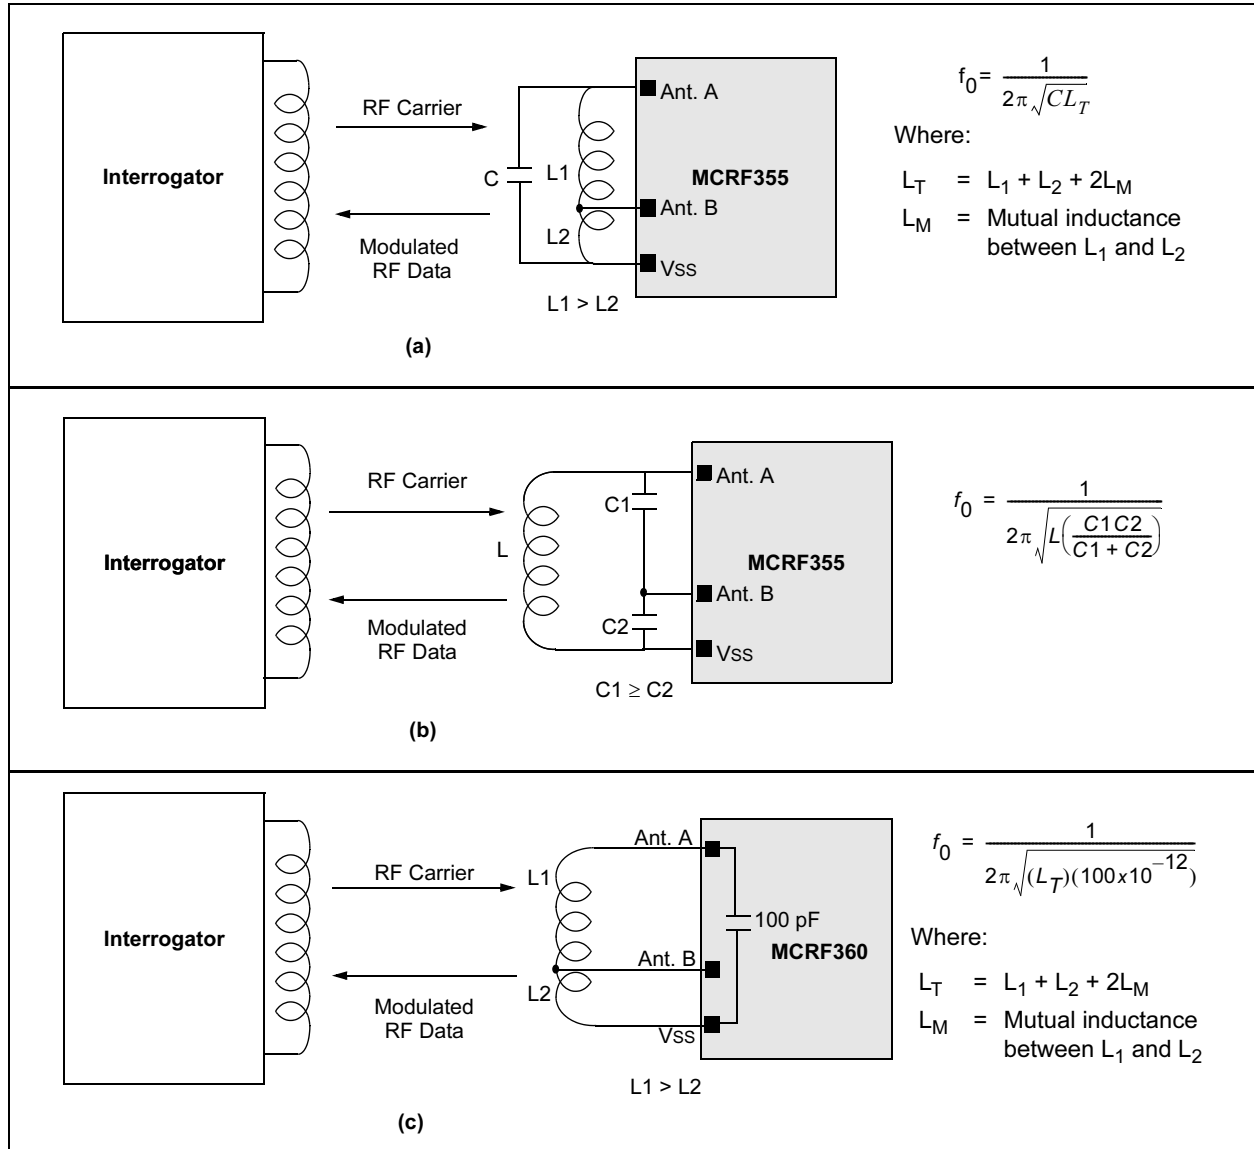 Interrogator
RF Carrier
Modulated
RF Data
C
L1
L2
L1 > L2
Ant. A
MCRF355
Ant. B
VSS
f0 = 1 / 2π√CLT
Where:
LT = L1 + L2 + 2LM
LM = Mutual inductance
between L1 and L2
(a)
Interrogator
RF Carrier
Modulated
RF Data
L
C1
C2
C1 ≥ C2
Ant. A
MCRF355
Ant. B
VSS
f0 = 1 / 2π√L(C1C2 / C1 + C2)
(b)
Interrogator
RF Carrier
Modulated
RF Data
L1
L2
L1 > L2
Ant. A
Ant. B
VSS
100 pF
MCRF360
f0 = 1 / 2π√(LT)(100x10^−12)
Where:
LT = L1 + L2 + 2LM
LM = Mutual inductance
between L1 and L2
(c)